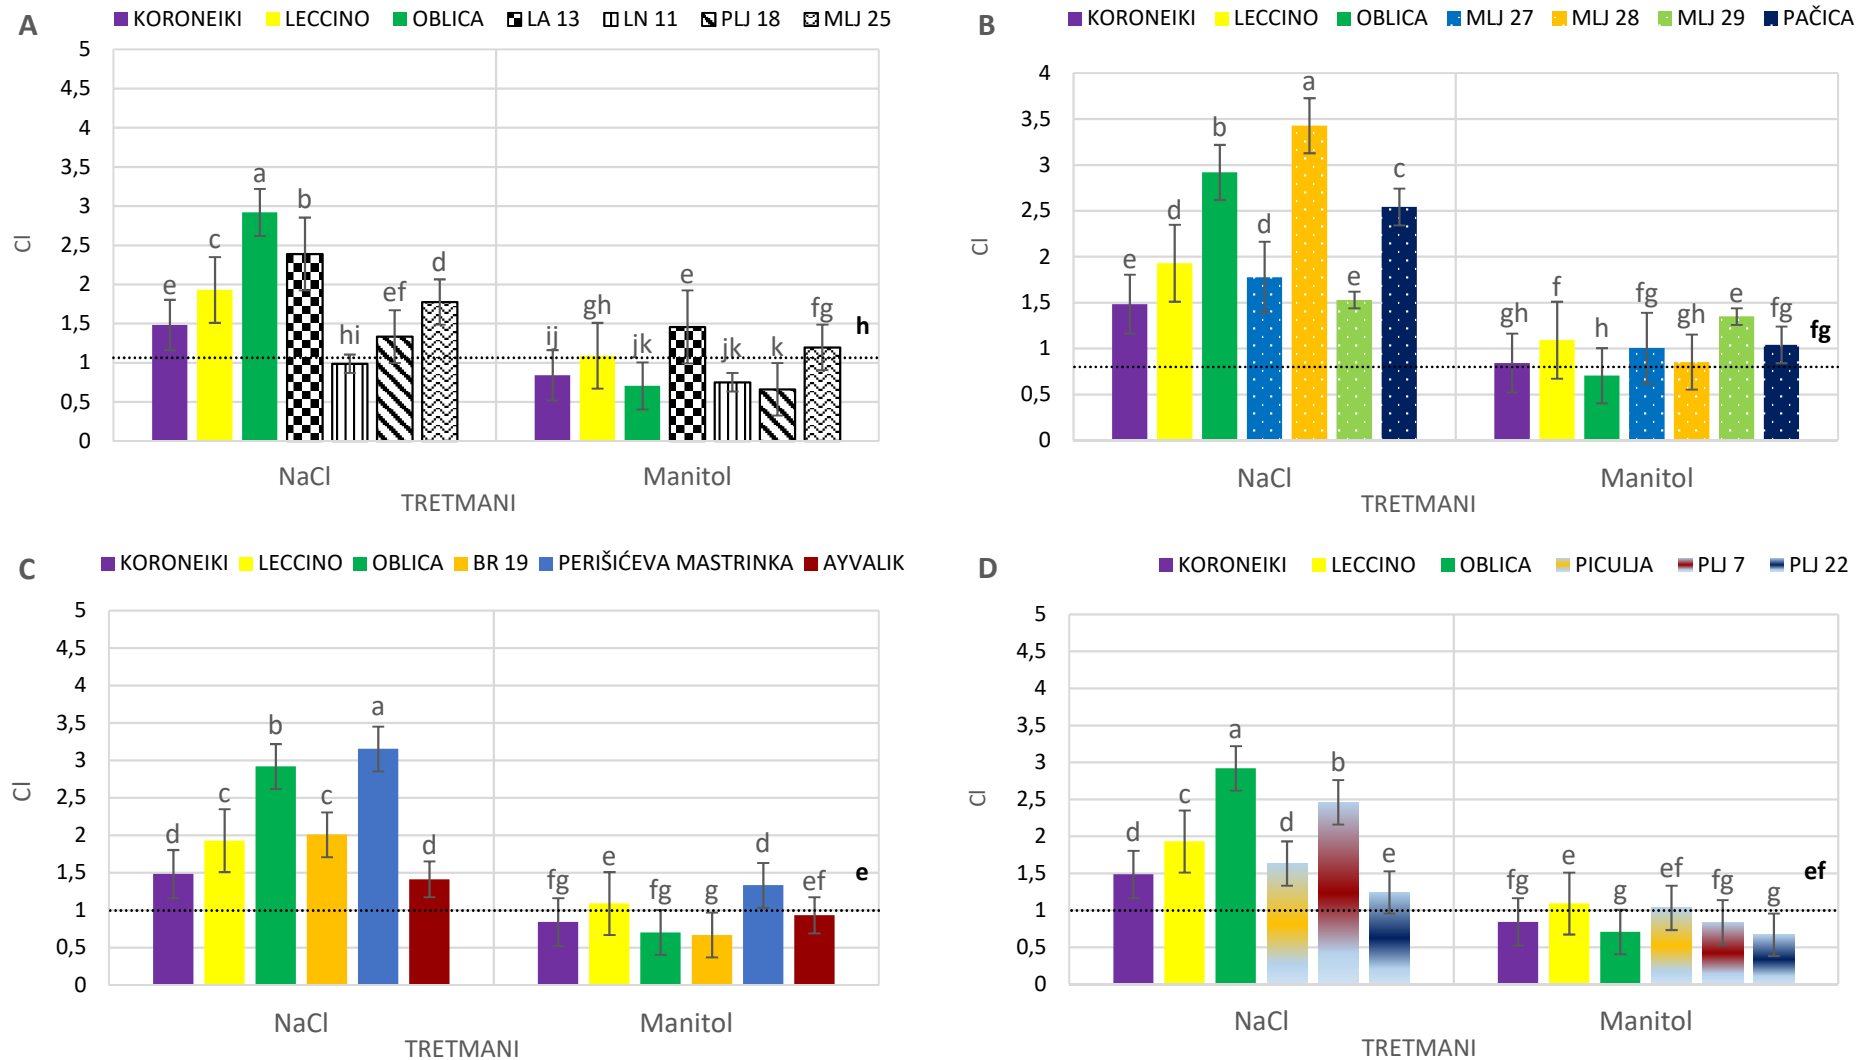 A
KORONEIKI LECCINO OBLICA LA 13 LN 11 PLJ 18 MLJ 25
5
4,5
4
3,5
3
2,5
2
1,5
1
0,5
0
Cl
e c a b hi ef d
ij gh jk e jk k fg h
NaCl Manitol
TRETMANI
B
KORONEIKI LECCINO OBLICA MLJ 27 MLJ 28 MLJ 29 PAČICA
4
3,5
3
2,5
2
1,5
1
0,5
0
Cl
e d b d a e c
gh f h fg gh e fg fg
NaCl Manitol
TRETMANI
C
KORONEIKI LECCINO OBLICA BR 19 PERIŠIĆEVA MASTRINKA AYVALIK
5
4,5
4
3,5
3
2,5
2
1,5
1
0,5
0
Cl
d c b c a d
fg e fg g d ef e
NaCl Manitol
TRETMANI
D
KORONEIKI LECCINO OBLICA PICULJA PLJ 7 PLJ 22
5
4,5
4
3,5
3
2,5
2
1,5
1
0,5
0
Cl
d c a d b e
fg e g ef fg g ef
NaCl Manitol
TRETMANI